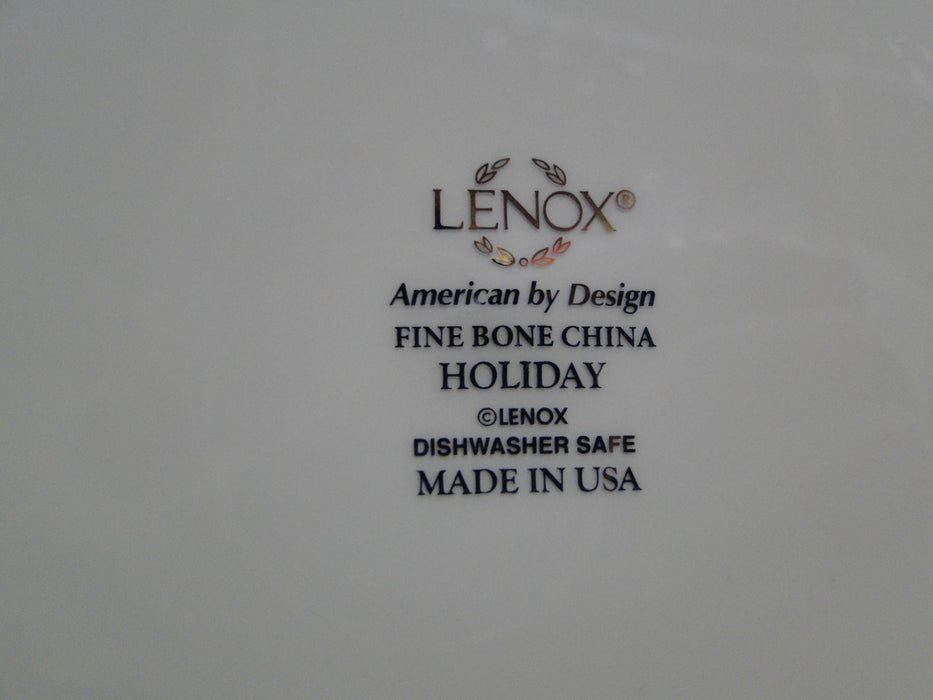 LENOX®
American by Design
FINE BONE CHINA
HOLIDAY
©LENOX
DISHWASHER SAFE
MADE IN USA